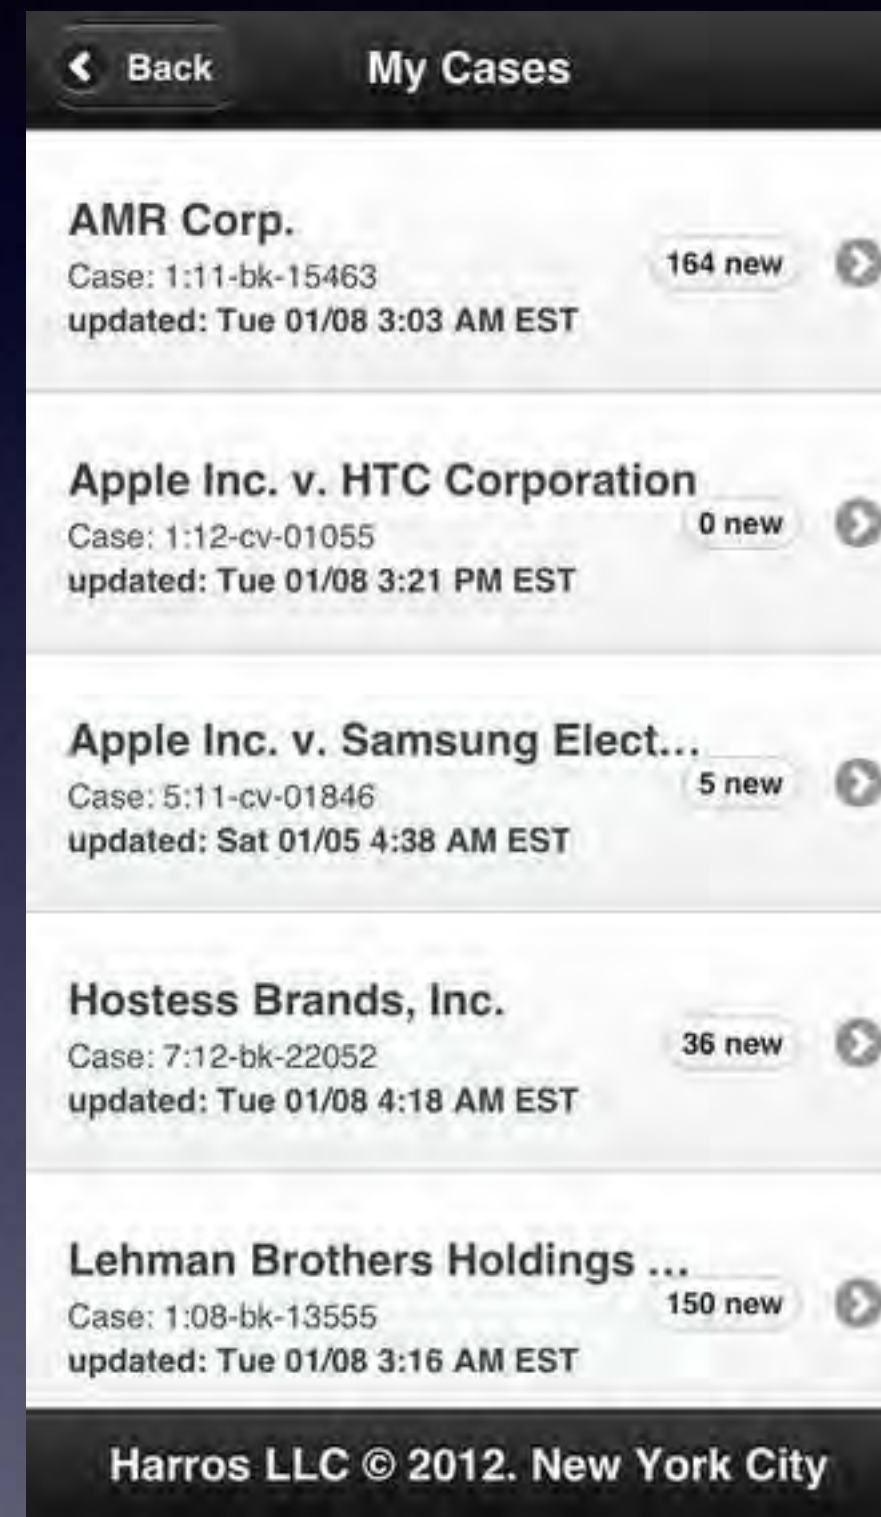 Back
My Cases
AMR Corp.
Case: 1:11-bk-15463
updated: Tue 01/08 3:03 AM EST
164 new
Apple Inc. v. HTC Corporation
Case: 1:12-cv-01055
updated: Tue 01/08 3:21 PM EST
0 new
Apple Inc. v. Samsung Elect...
Case: 5:11-cv-01846
updated: Sat 01/05 4:38 AM EST
5 new
Hostess Brands, Inc.
Case: 7:12-bk-22052
updated: Tue 01/08 4:18 AM EST
36 new
Lehman Brothers Holdings ...
Case: 1:08-bk-13555
updated: Tue 01/08 3:16 AM EST
150 new
Harros LLC © 2012. New York City